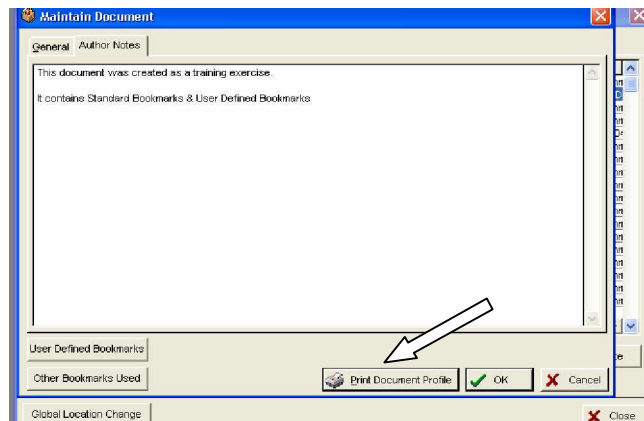 Maintain Document
General Author Notes
This document was created as a training exercise.
It contains Standard Bookmarks & User Defined Bookmarks
User Defined Bookmarks
Other Bookmarks Used Print Document Profile OK Cancel
Global Location Change Close